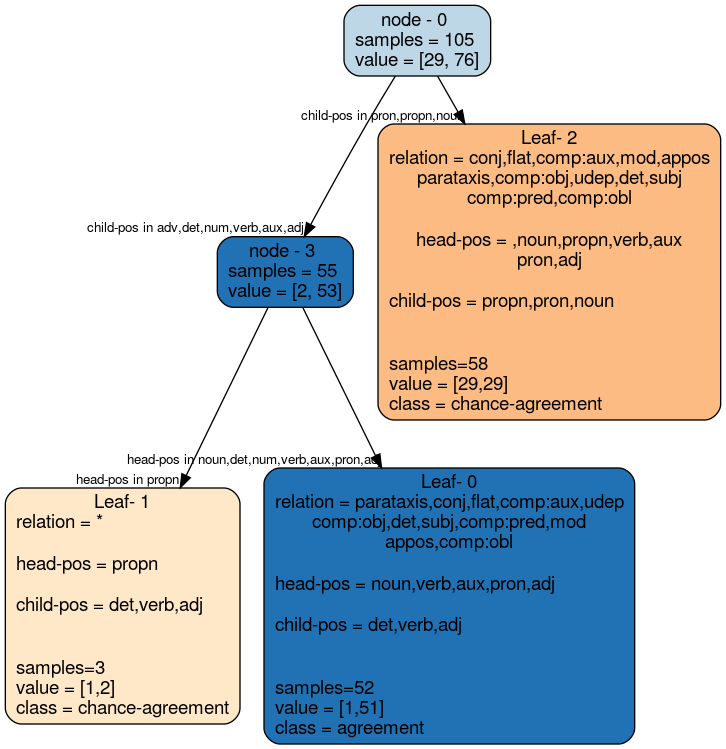 node - 0
samples = 105
value = [29, 76]
child-pos in pron,propn,noun
Leaf- 2
relation = conj,flat,comp:aux,mod,appos
parataxis,comp:obj,udep,det,subj
comp:pred,comp:obl
head-pos = ,noun,propn,verb,aux
pron,adj
child-pos = propn,pron,noun
samples=58
value = [29,29]
class = chance-agreement
child-pos in adv,det,num,verb,aux,adj
node - 3
samples = 55
value = [2, 53]
head-pos in noun,det,num,verb,aux,pron,adj
head-pos in propn
Leaf- 1
relation = *
head-pos = propn
child-pos = det,verb,adj
samples=3
value = [1,2]
class = chance-agreement
Leaf- 0
relation = parataxis,conj,flat,comp:aux,udep
comp:obj,det,subj,comp:pred,mod
appos,comp:obl
head-pos = noun,verb,aux,pron,adj
child-pos = det,verb,adj
samples=52
value = [1,51]
class = agreement